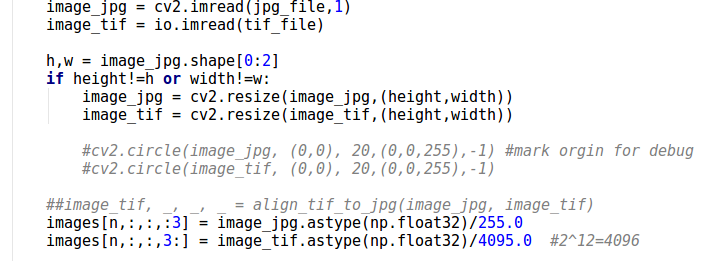 image_jpg = cv2.imread(jpg_file,1)
image_tif = io.imread(tif_file)
h,w = image_jpg.shape[0:2]
if height!=h or width!=w:
image_jpg = cv2.resize(image_jpg,(height,width))
image_tif = cv2.resize(image_tif,(height,width))
#cv2.circle(image_jpg, (0,0), 20,(0,0,255),-1) #mark orgin for debug
#cv2.circle(image_tif, (0,0), 20,(0,0,255),-1)
##image_tif, _, _, _ = align_tif_to_jpg(image_jpg, image_tif)
images[n,:,:,:3] = image_jpg.astype(np.float32)/255.0
images[n,:,:,3:] = image_tif.astype(np.float32)/4095.0  #2^12=4096